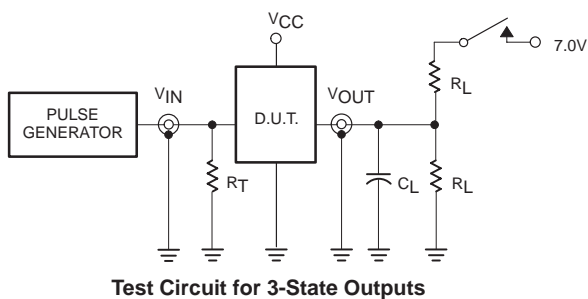 VCC
7.0V
RL
VIN
VOUT
PULSE
GENERATOR
D.U.T.
RT
CL
RL
Test Circuit for 3-State Outputs